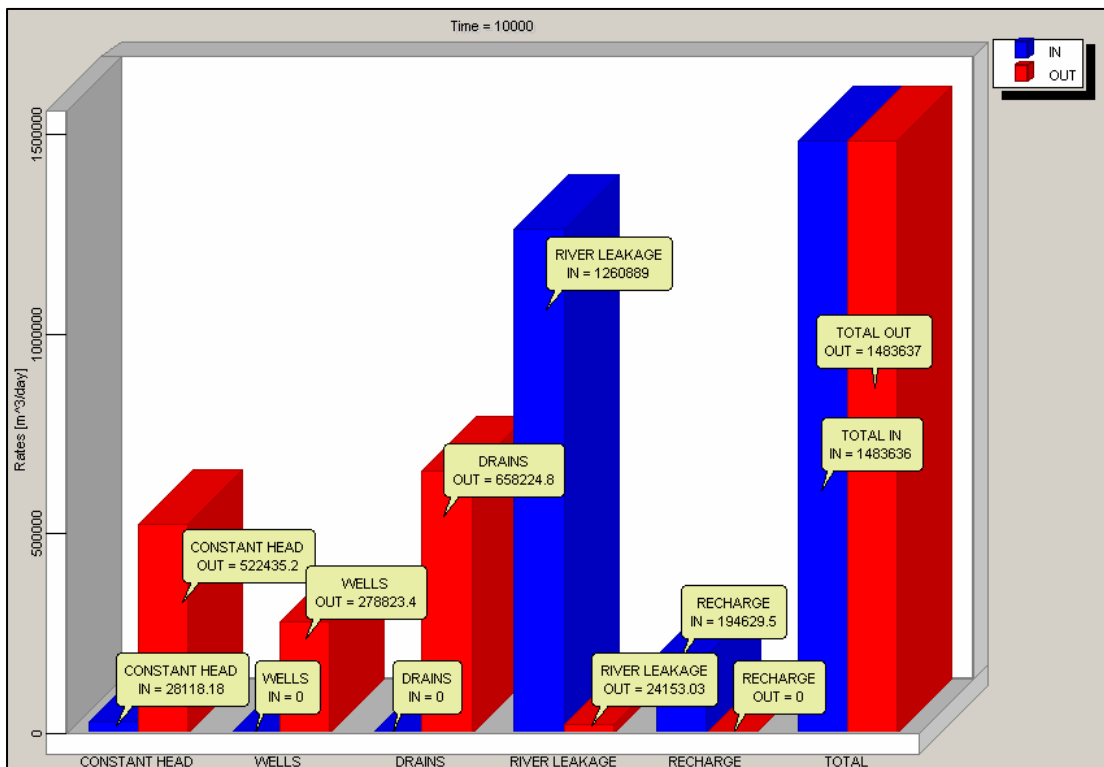 Time = 10000
IN
OUT
1500000
1000000
500000
0
Rates [m^3/day]
RIVER LEAKAGE
IN = 1260889
TOTAL OUT
OUT = 1483637
TOTAL IN
IN = 1483636
DRAINS
OUT = 658224.8
CONSTANT HEAD
OUT = 522435.2
WELLS
OUT = 278823.4
RECHARGE
IN = 194629.5
CONSTANT HEAD
IN = 28118.18
WELLS
IN = 0
DRAINS
IN = 0
RIVER LEAKAGE
OUT = 24153.03
RECHARGE
OUT = 0
CONSTANT HEAD
WELLS
DRAINS
RIVER LEAKAGE
RECHARGE
TOTAL